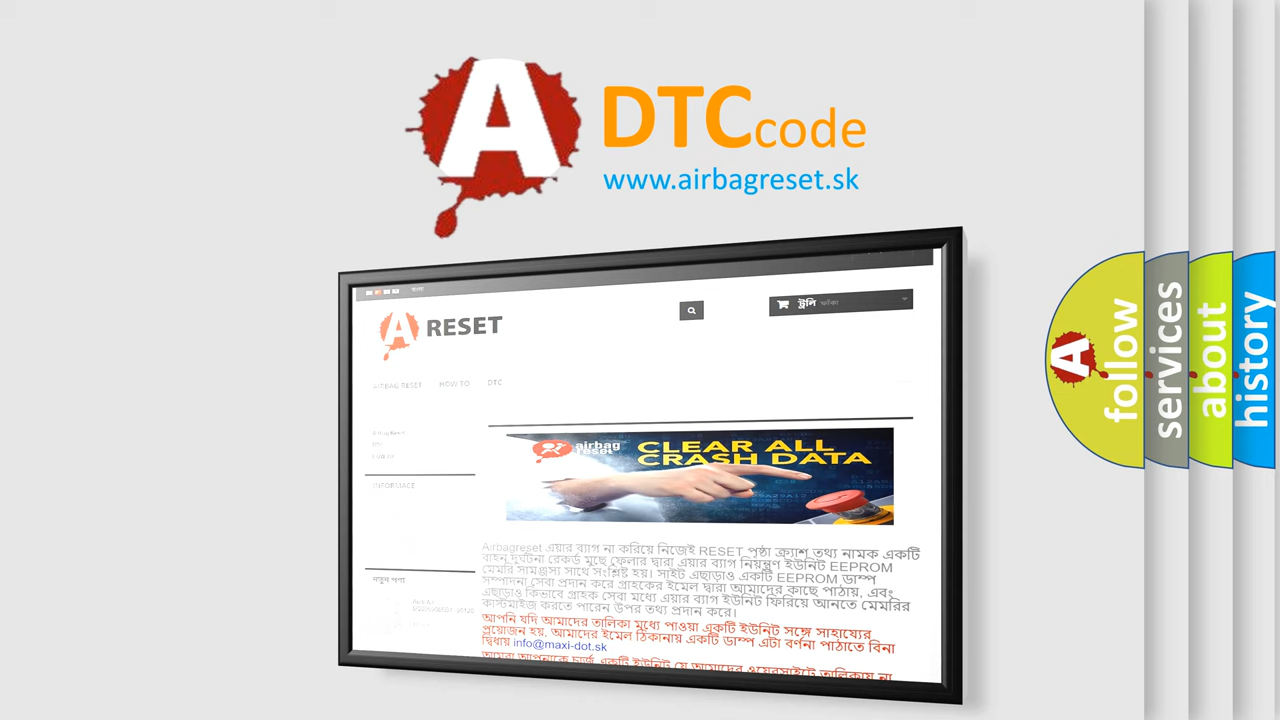 A
DTCcode
www.airbagreset.sk
বাংলা
A RESET
ট্রলি ফাঁকা
AIRBAG RESET HOW TO DTC
INFORMACE
airbag
reset
CLEAR ALL
CRASH DATA
Airbagreset এয়ার ব্যাগ না করিয়ে নিজেই RESET পৃষ্ঠা ক্র্যাশ তথ্য নামক একটি
বাহন দুর্ঘটনা রেকর্ড মুছে ফেলার দ্বারা এয়ার ব্যাগ নিয়ন্ত্রণ ইউনিট EEPROM
মেমরি সামঞ্জস্য সাথে সংশ্লিষ্ট হয়। সাইট এছাড়াও একটি EEPROM ডাম্প
সম্পাদনা সেবা প্রদান করে গ্রাহকের ইমেল দ্বারা আমাদের কাছে পাঠায়, এবং
এছাড়াও কিভাবে গ্রাহক সেবা মধ্যে এয়ার ব্যাগ ইউনিট ফিরিয়ে আনতে মেমরির
কাস্টমাইজ করতে পারেন উপর তথ্য প্রদান করে।
আপনি যদি আমাদের তালিকা মধ্যে পাওয়া একটি ইউনিট সঙ্গে সাহায্যের
প্রয়োজন হয়, আমাদের ইমেল ঠিকানায় একটি ডাম্প এটা বর্ণনা পাঠাতে বিনা
দ্বিধায় info@maxi-dot.sk
নতুন পণ্য
A
follow
services
about
history